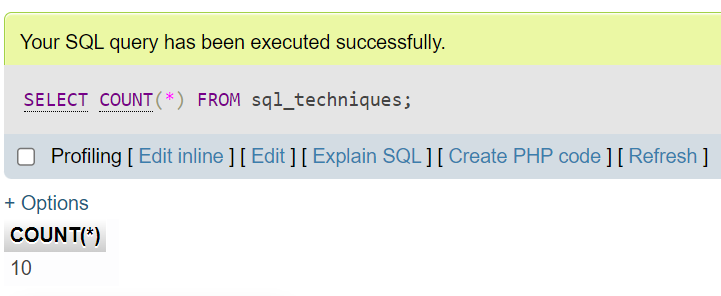 Your SQL query has been executed successfully.
SELECT COUNT(*) FROM sql_techniques;
Profiling [ Edit inline ] [ Edit ] [ Explain SQL ] [ Create PHP code ] [ Refresh ]
+ Options
COUNT(*)
10